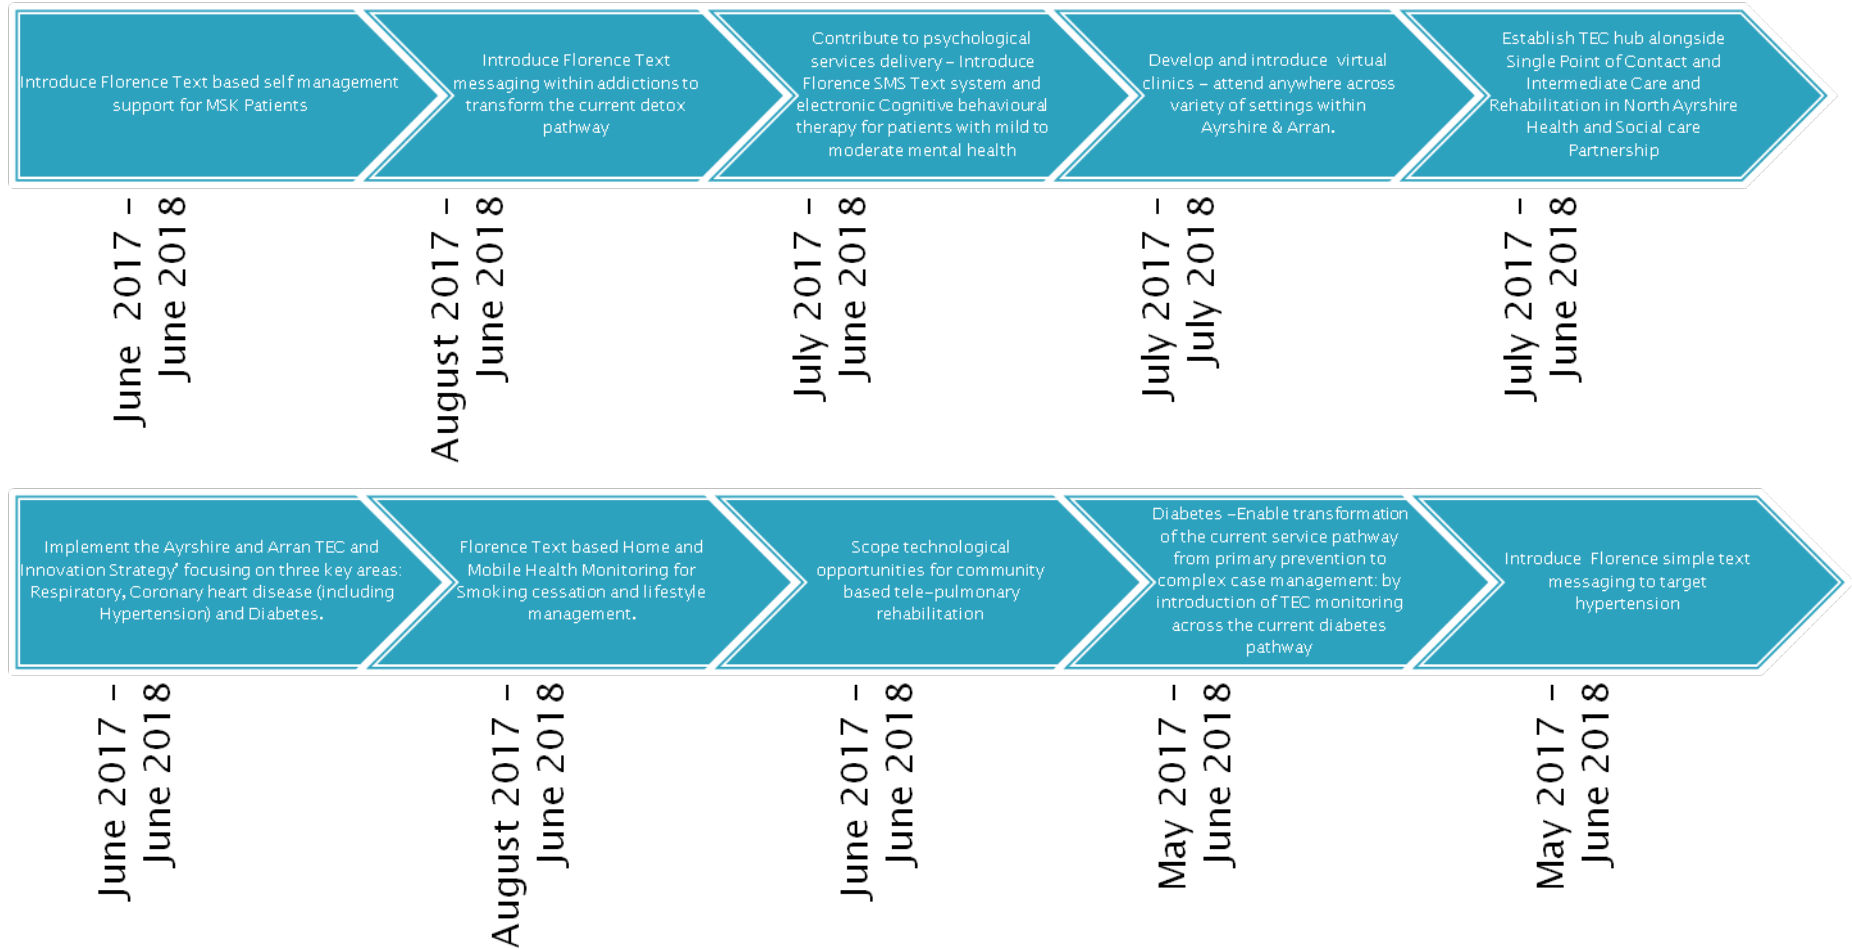 Introduce Florence Text based self management
support for MSK Patients
Introduce Florence Text
messaging within addictions to
transform the current detox
pathway
Contribute to psychological
services delivery – Introduce
Florence SMS Text system and
electronic Cognitive behavioural
therapy for patients with mild to
moderate mental health
Develop and introduce virtual
clinics – attend anywhere across
variety of settings within
Ayrshire & Arran.
Establish TEC hub alongside
Single Point of Contact and
Intermediate Care and
Rehabilitation in North Ayrshire
Health and Social care
Partnership
June 2017 –
June 2018
August 2017 –
June 2018
July 2017 –
June 2018
July 2017 –
July 2018
July 2017 –
June 2018
Implement the Ayrshire and Arran TEC and
Innovation Strategy’ focusing on three key areas:
Respiratory, Coronary heart disease (including
Hypertension) and Diabetes.
Florence Text based Home and
Mobile Health Monitoring for
Smoking cessation and lifestyle
management.
Scope technological
opportunities for community
based tele-pulmonary
rehabilitation
Diabetes –Enable transformation
of the current service pathway
from primary prevention to
complex case management: by
introduction of TEC monitoring
across the current diabetes
pathway
Introduce Florence simple text
messaging to target
hypertension
June 2017 –
June 2018
August 2017 –
June 2018
June 2017 –
June 2018
May 2017 –
June 2018
May 2017 –
June 2018